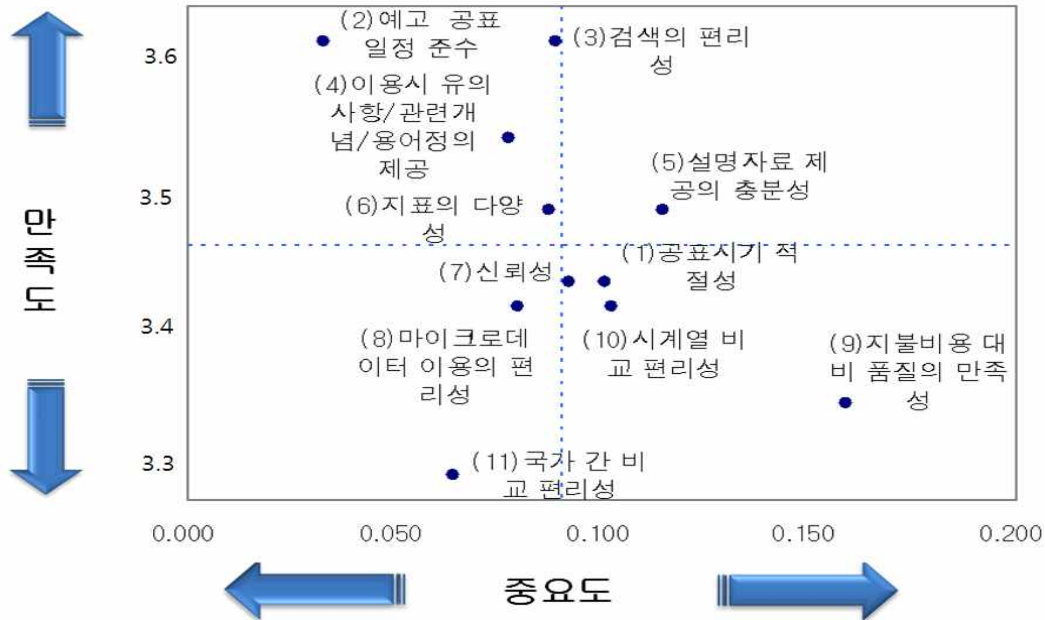 (2)예고 공표
일정 준수
(3)검색의 편리
성
3.6
(4)이용시 유의
사항/관련개
념/용어정의
제공
(5)설명자료 제
공의 충분성
3.5
(6)지표의 다양
성
만족도
(7)신뢰성
(1)공표시기 적
절성
3.4
(8)마이크로데
이터 이용의 편
리성
(10)시계열 비
교 편리성
(9)지불비용 대
비 품질의 만족
성
3.3
(11)국가 간 비
교 편리성
0.000 0.050 0.100 0.150 0.200
중요도